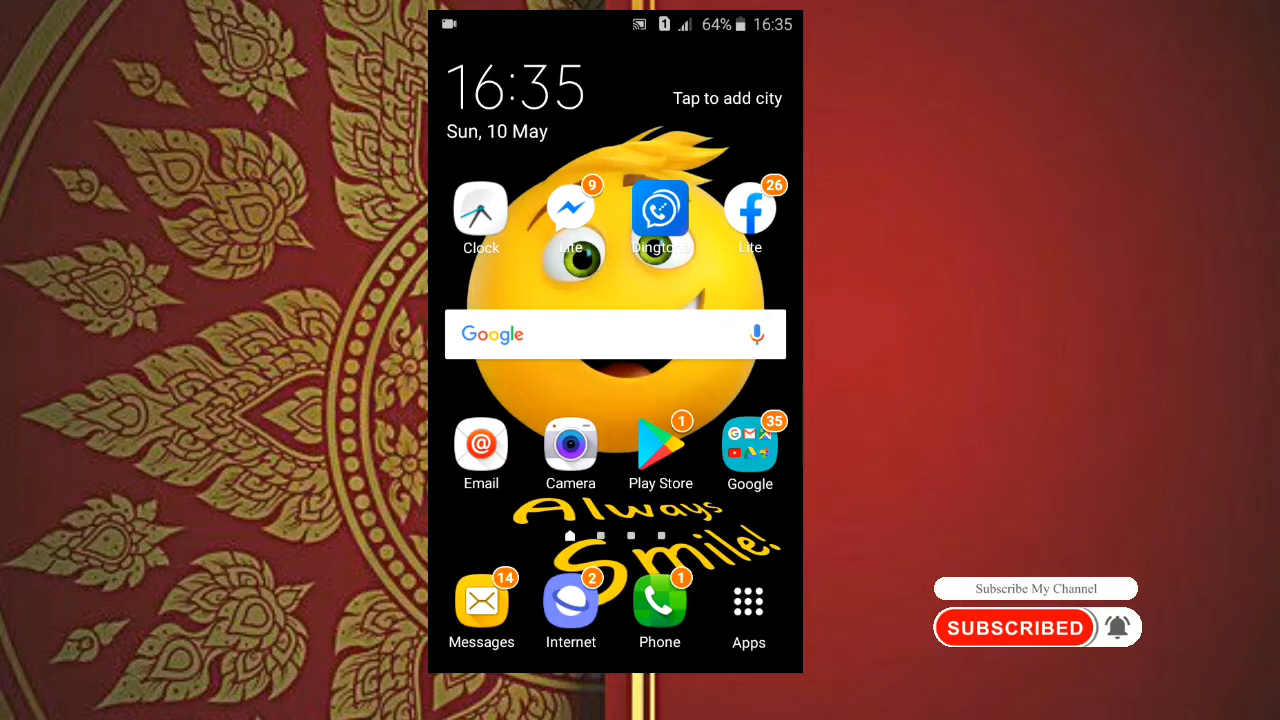 1 64% 16:35
16:35
Tap to add city
Sun, 10 May
9 26
Clock Lite Dingtone Lite
Google
1 35
@
Email Camera Play Store Google
Always
Smile!
14 2 1
Messages Internet Phone Apps
Subscribe My Channel
SUBSCRIBED